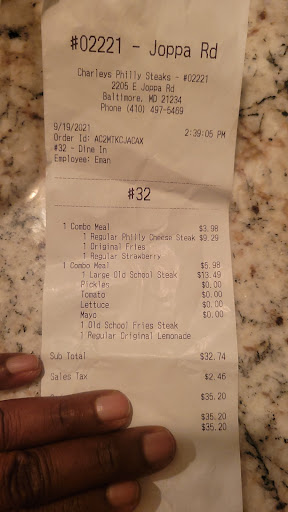 #02221 - Joppa Rd
Charleys Philly Steaks - #02221
2205 E Joppa Rd
Baltimore, MD 21234
Phone (410) 497-5469
9/19/2021 2:39:05 PM
Order Id: AC2MTKCJACAX
#32 - Dine In
Employee: Eman
#32
1 Combo Meal $3.98
1 Regular Philly Cheese Steak $9.29
1 Original Fries
1 Regular Strawberry
1 Combo Meal $5.98
1 Large Old School Steak $13.49
Pickles $0.00
Tomato $0.00
Lettuce $0.00
Mayo $0.00
1 Old School Fries Steak
1 Regular Original Lemonade
Sub Total $32.74
Sales Tax $2.46
$35.20
$35.20
$35.20